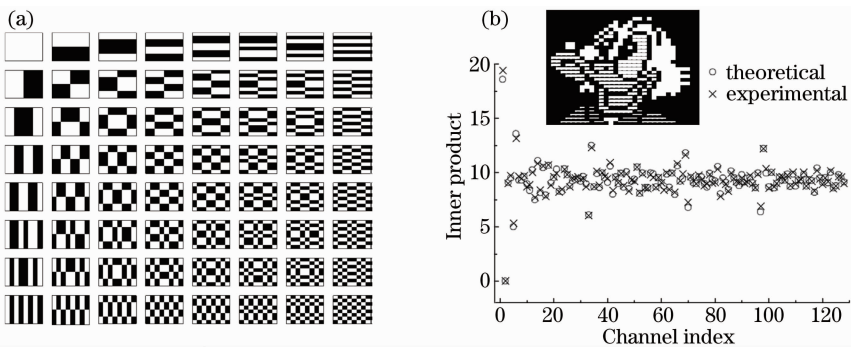 (a)
(b)
20
15
10
5
0
Inner product
○ theoretical
× experimental
0 20 40 60 80 100 120
Channel index